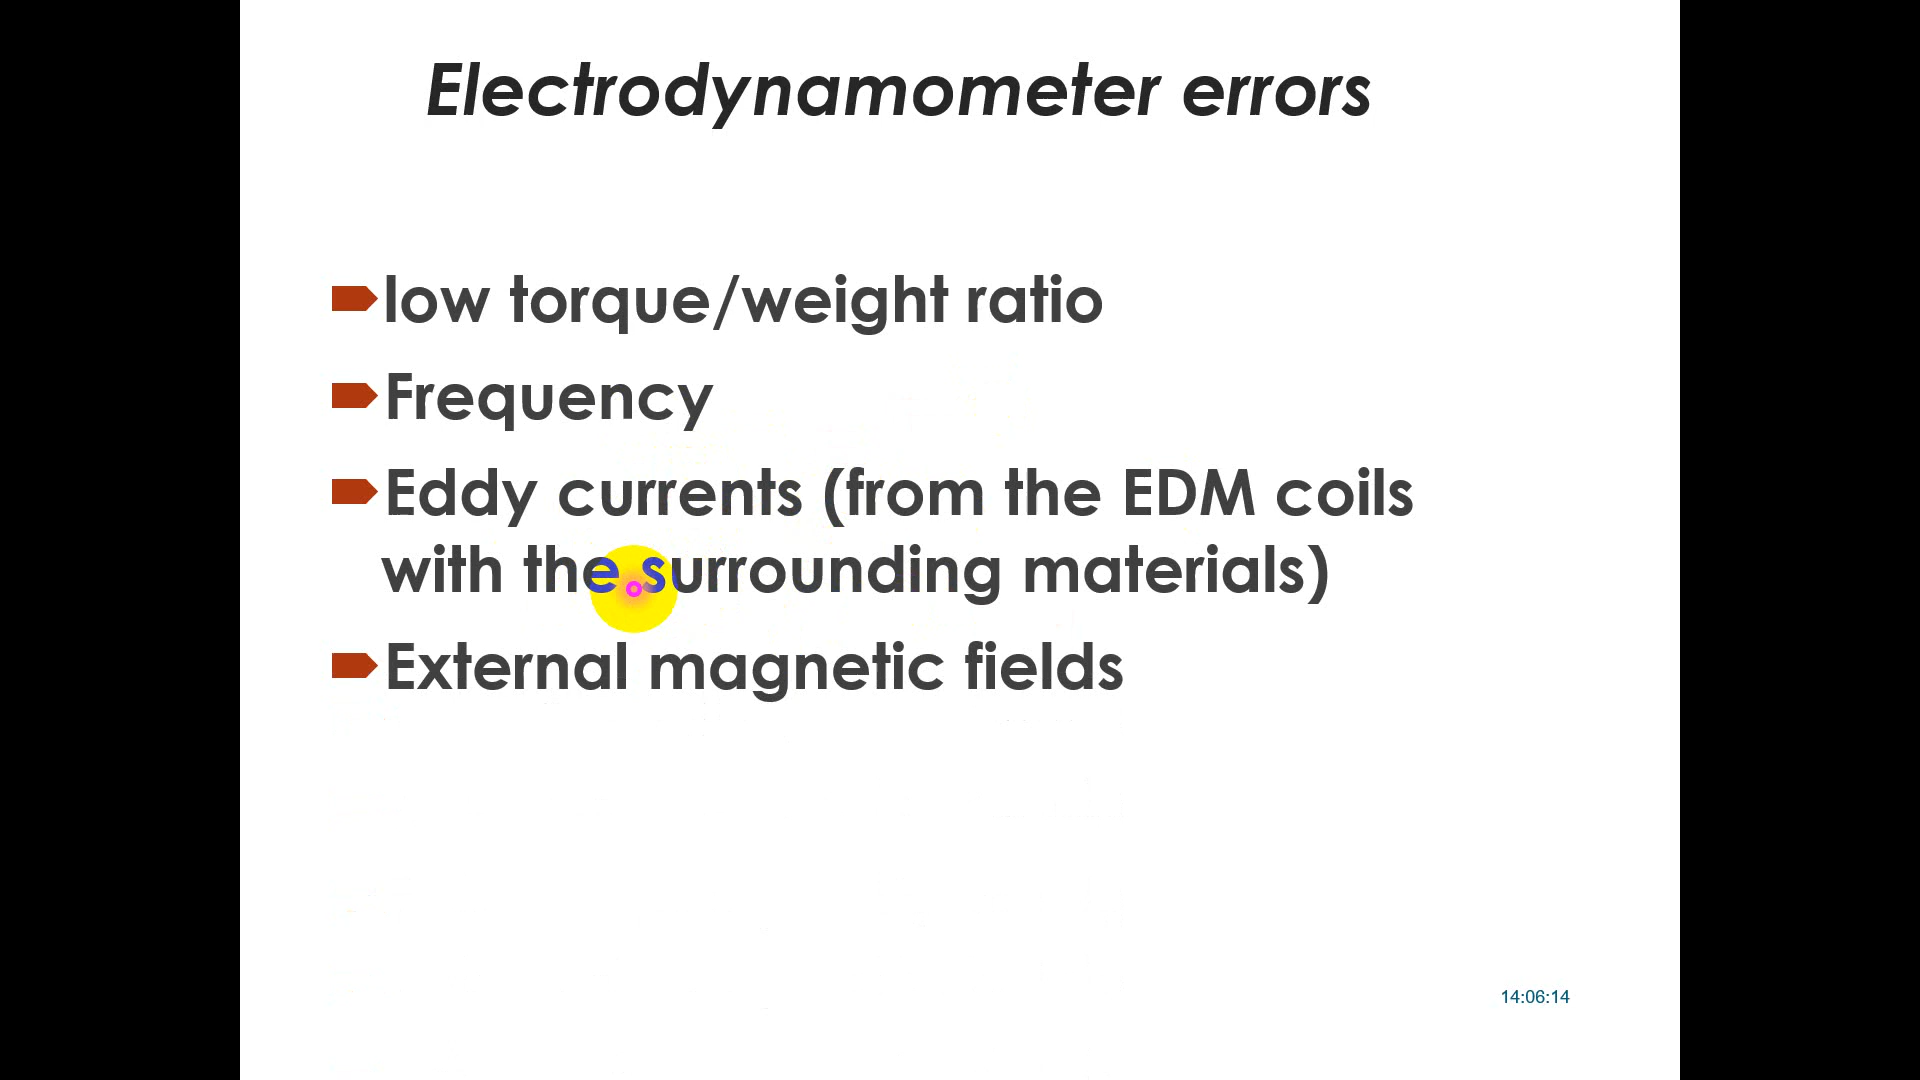 Electrodynamometer errors
low torque/weight ratio
Frequency
Eddy currents (from the EDM coils
with the surrounding materials)
External magnetic fields
14:06:14